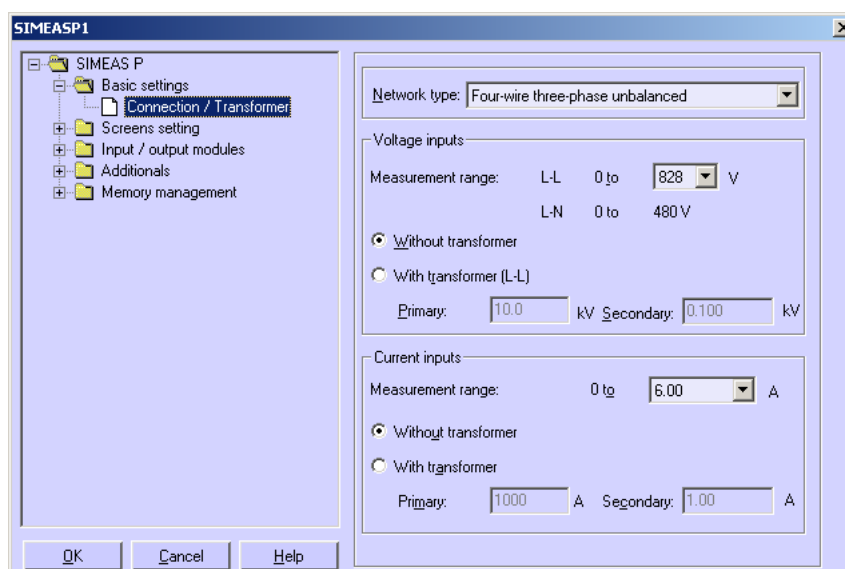 SIMEASP1
SIMEAS P
Basic settings
Connection / Transformer
Screens setting
Input / output modules
Additionals
Memory management
Network type: Four-wire three-phase unbalanced
Voltage inputs
Measurement range: L-L 0 to 828 V
L-N 0 to 480 V
Without transformer
With transformer (L-L)
Primary: 10.0 kV Secondary: 0.100 kV
Current inputs
Measurement range: 0 to 6.00 A
Without transformer
With transformer
Primary: 1000 A Secondary: 1.00 A
OK Cancel Help